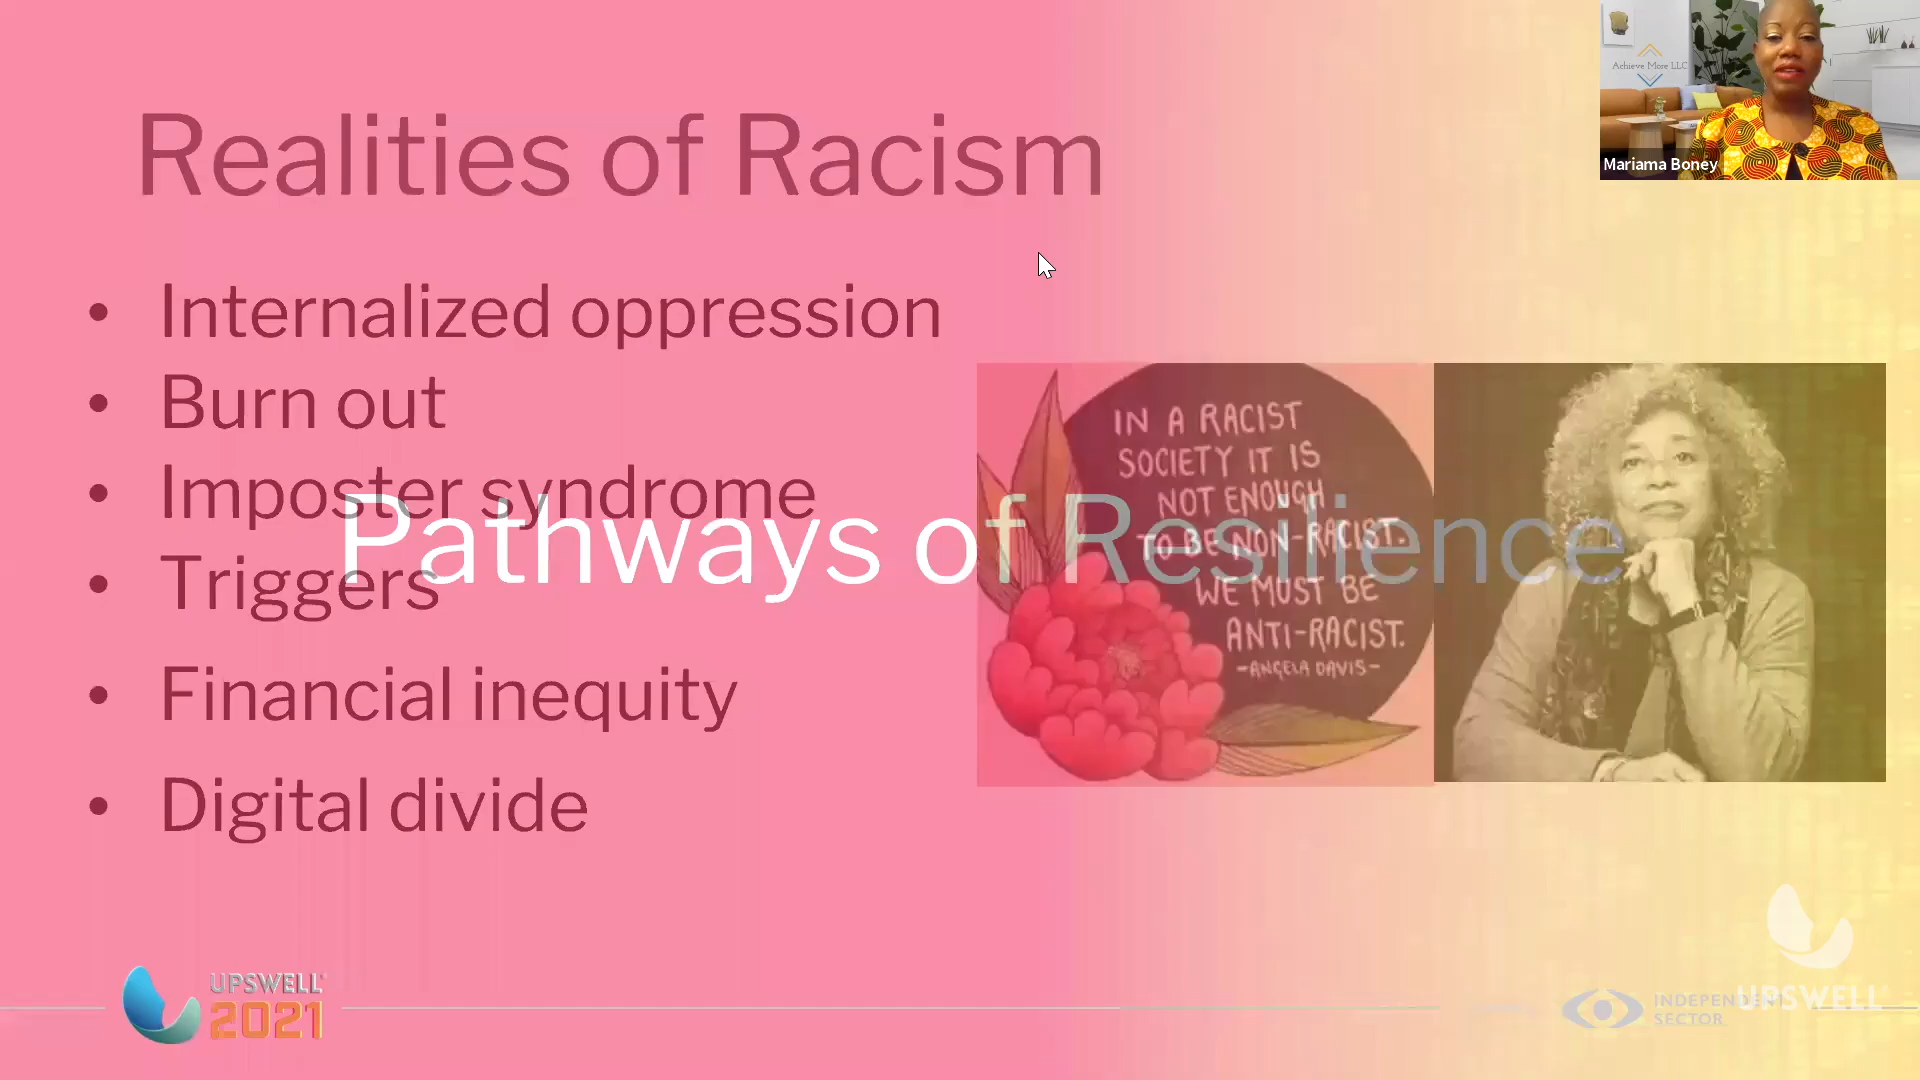 Achieve More LLC
Mariama Boney
Realities of Racism
• Internalized oppression
• Burn out
• Imposter syndrome
• Triggers
• Financial inequity
• Digital divide
Pathways of Resilience
IN A RACIST
SOCIETY IT IS
NOT ENOUGH
TO BE NON-RACIST.
WE MUST BE
ANTI-RACIST.
-ANGELA DAVIS-
UPSWELL
2021
INDEPENDENT
SECTOR
UPSWELL